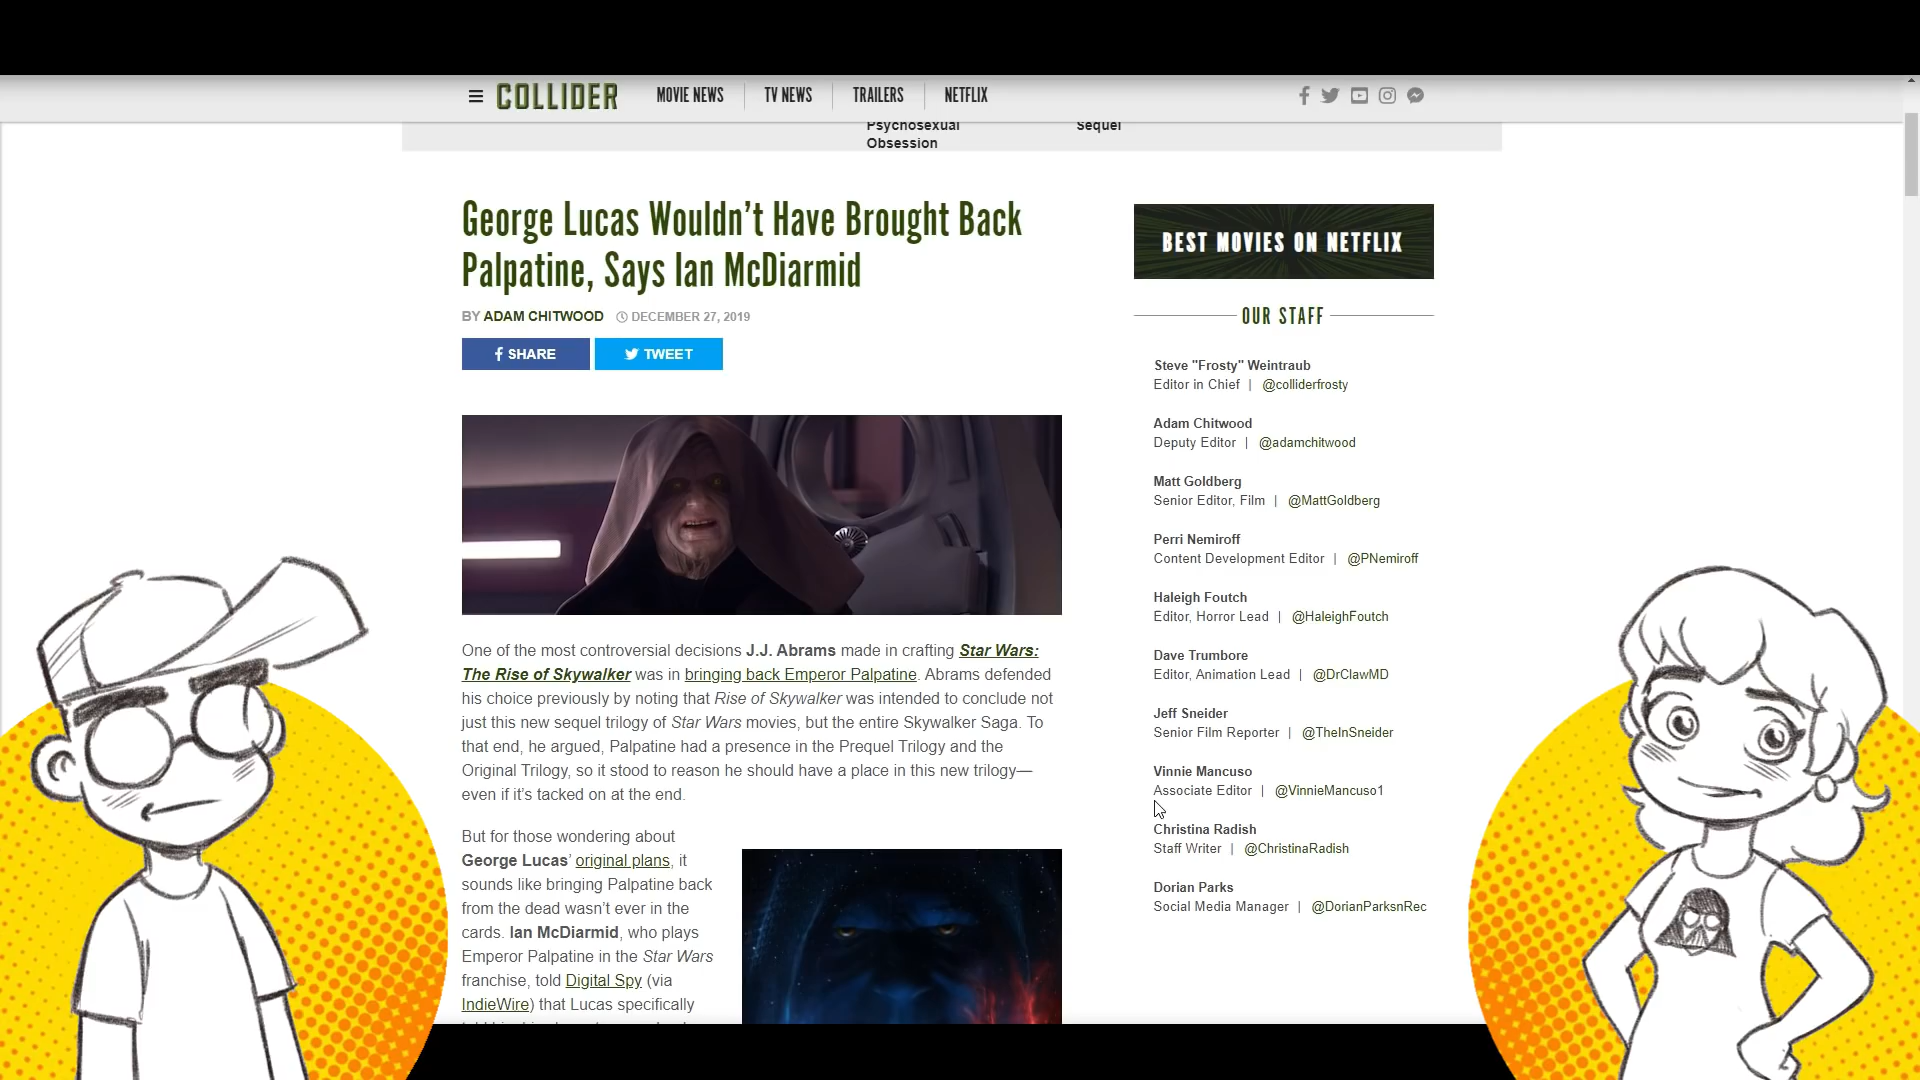 COLLIDER
MOVIE NEWS
TV NEWS
TRAILERS
NETFLIX
Psychosexual
Obsession
Sequel
George Lucas Wouldn’t Have Brought Back
Palpatine, Says Ian McDiarmid
BY ADAM CHITWOOD DECEMBER 27, 2019
SHARE
TWEET
One of the most controversial decisions J.J. Abrams made in crafting Star Wars:
The Rise of Skywalker was in bringing back Emperor Palpatine. Abrams defended
his choice previously by noting that Rise of Skywalker was intended to conclude not
just this new sequel trilogy of Star Wars movies, but the entire Skywalker Saga. To
that end, he argued, Palpatine had a presence in the Prequel Trilogy and the
Original Trilogy, so it stood to reason he should have a place in this new trilogy—
even if it’s tacked on at the end.
But for those wondering about
George Lucas’ original plans, it
sounds like bringing Palpatine back
from the dead wasn’t ever in the
cards. Ian McDiarmid, who plays
Emperor Palpatine in the Star Wars
franchise, told Digital Spy (via
IndieWire) that Lucas specifically
BEST MOVIES ON NETFLIX
OUR STAFF
Steve "Frosty" Weintraub
Editor in Chief | @colliderfrosty
Adam Chitwood
Deputy Editor | @adamchitwood
Matt Goldberg
Senior Editor, Film | @MattGoldberg
Perri Nemiroff
Content Development Editor | @PNemiroff
Haleigh Foutch
Editor, Horror Lead | @HaleighFoutch
Dave Trumbore
Editor, Animation Lead | @DrClawMD
Jeff Sneider
Senior Film Reporter | @TheInSneider
Vinnie Mancuso
Associate Editor | @VinnieMancuso1
Christina Radish
Staff Writer | @ChristinaRadish
Dorian Parks
Social Media Manager | @DorianParksnRec